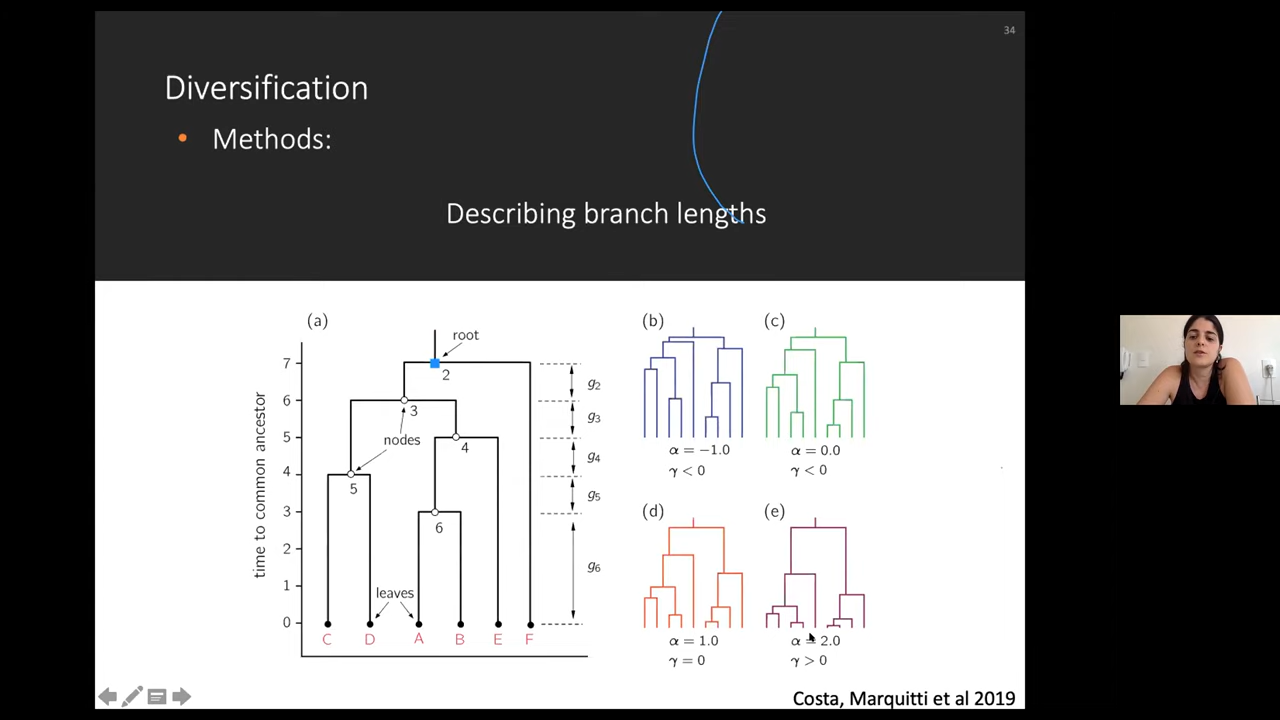 34
Diversification
• Methods:
Describing branch lengths
(a)
root
7
2
g₂
6
3
g₃
nodes
5
4
g₄
4
5
g₅
3
6
2
g₆
1
leaves
0
C D A B E F
time to common ancestor
(b)
α = −1.0
γ < 0
(c)
α = 0.0
γ < 0
(d)
α = 1.0
γ = 0
(e)
α = 2.0
γ > 0
Costa, Marquitti et al 2019